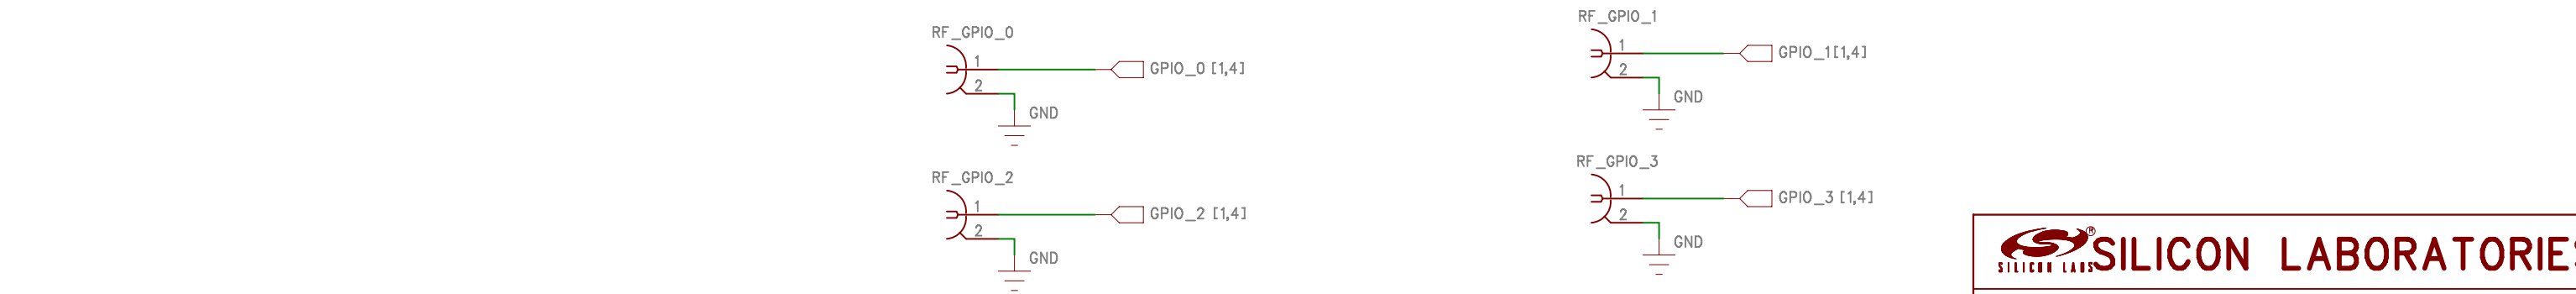 RF_GPIO_0
1
2
GPIO_0 [1,4]
GND
RF_GPIO_1
1
2
GPIO_1[1,4]
GND
RF_GPIO_2
1
2
GPIO_2 [1,4]
GND
RF_GPIO_3
1
2
GPIO_3 [1,4]
GND
®
SILICON LABS
SILICON LABORATORIES